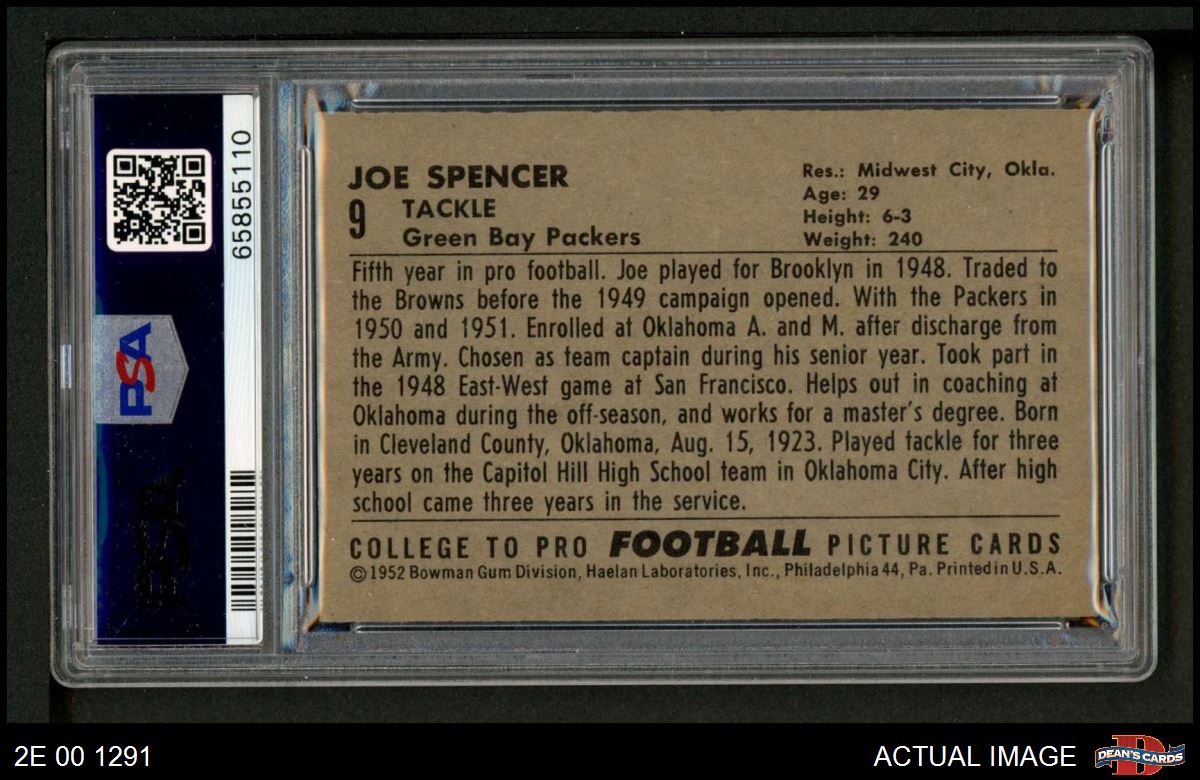 65855110
PSA
PSA
JOE SPENCER
9 TACKLE
Green Bay Packers
Res.: Midwest City, Okla.
Age: 29
Height: 6-3
Weight: 240
Fifth year in pro football. Joe played for Brooklyn in 1948. Traded to
the Browns before the 1949 campaign opened. With the Packers in
1950 and 1951. Enrolled at Oklahoma A. and M. after discharge from
the Army. Chosen as team captain during his senior year. Took part in
the 1948 East-West game at San Francisco. Helps out in coaching at
Oklahoma during the off-season, and works for a master's degree. Born
in Cleveland County, Oklahoma, Aug. 15, 1923. Played tackle for three
years on the Capitol Hill High School team in Oklahoma City. After high
school came three years in the service.
COLLEGE TO PRO FOOTBALL PICTURE CARDS
©1952 Bowman Gum Division, Haelan Laboratories, Inc., Philadelphia 44, Pa. Printed in U.S.A.
2E 00 1291
ACTUAL IMAGE
D
DEAN'S CARDS